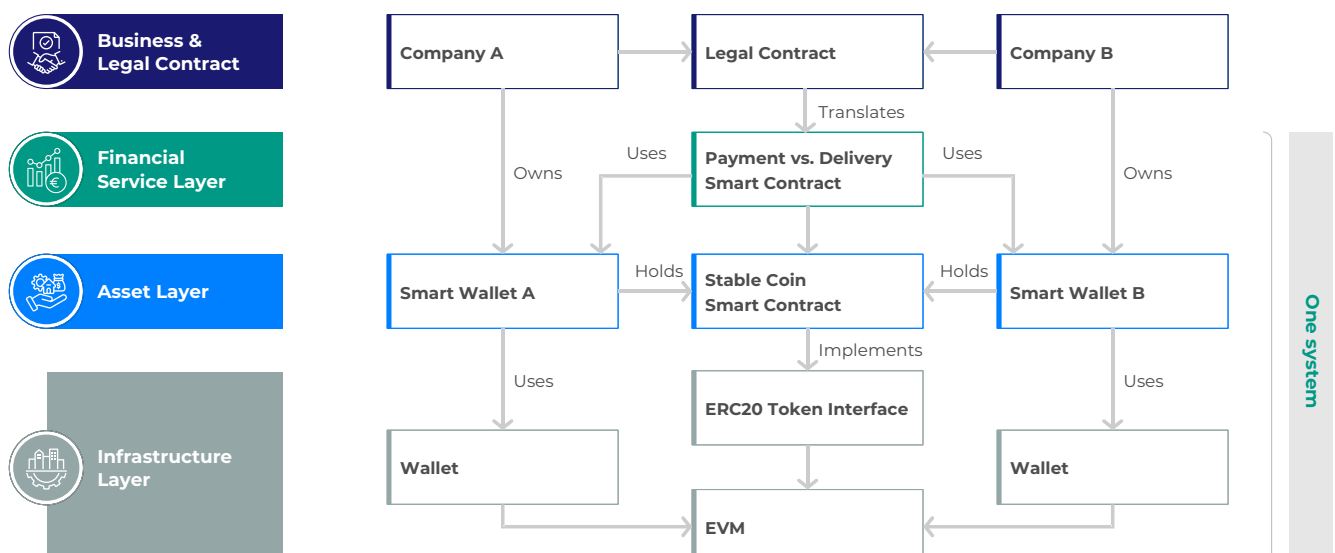 Business &
Legal Contract
Company A
Legal Contract
Company B
Translates
Financial
Service Layer
Owns
Uses
Payment vs. Delivery
Smart Contract
Uses
Owns
Asset Layer
Smart Wallet A
Holds
Stable Coin
Smart Contract
Holds
Smart Wallet B
One system
Implements
Uses
ERC20 Token Interface
Uses
Infrastructure
Layer
Wallet
Wallet
EVM